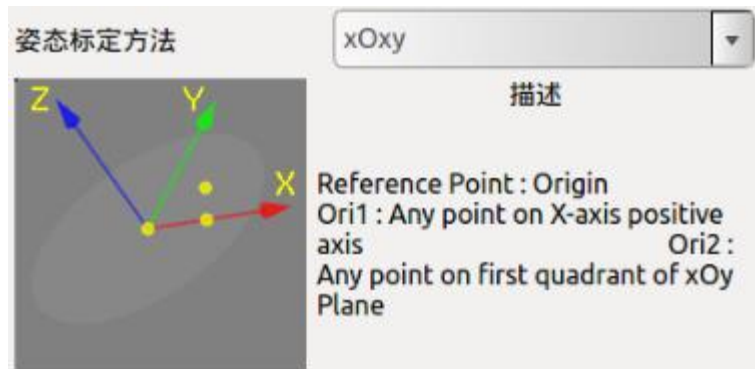 姿态标定方法
xOxy
描述
Z
Y
X
Reference Point : Origin
Ori1 : Any point on X-axis positive
axis Ori2 :
Any point on first quadrant of xOy
Plane